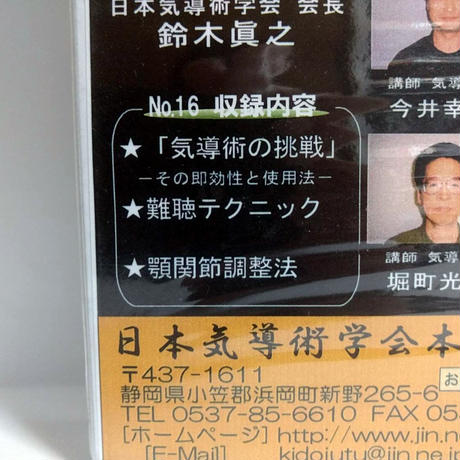 日本気導術学会 会長
鈴木眞之
No.16 収録内容
★「気導術の挑戦」
－その即効性と使用法－
★難聴テクニック
★顎関節調整法
講師 気導
今井幸
講師 気導
堀町光
日本気導術学会本
〒437-1611
静岡県小笠郡浜岡町新野265-6
TEL 0537-85-6610 FAX 053
[ホームページ] http://www.jin.n
[E-Mail] kidojutu@jin.ne.j
お